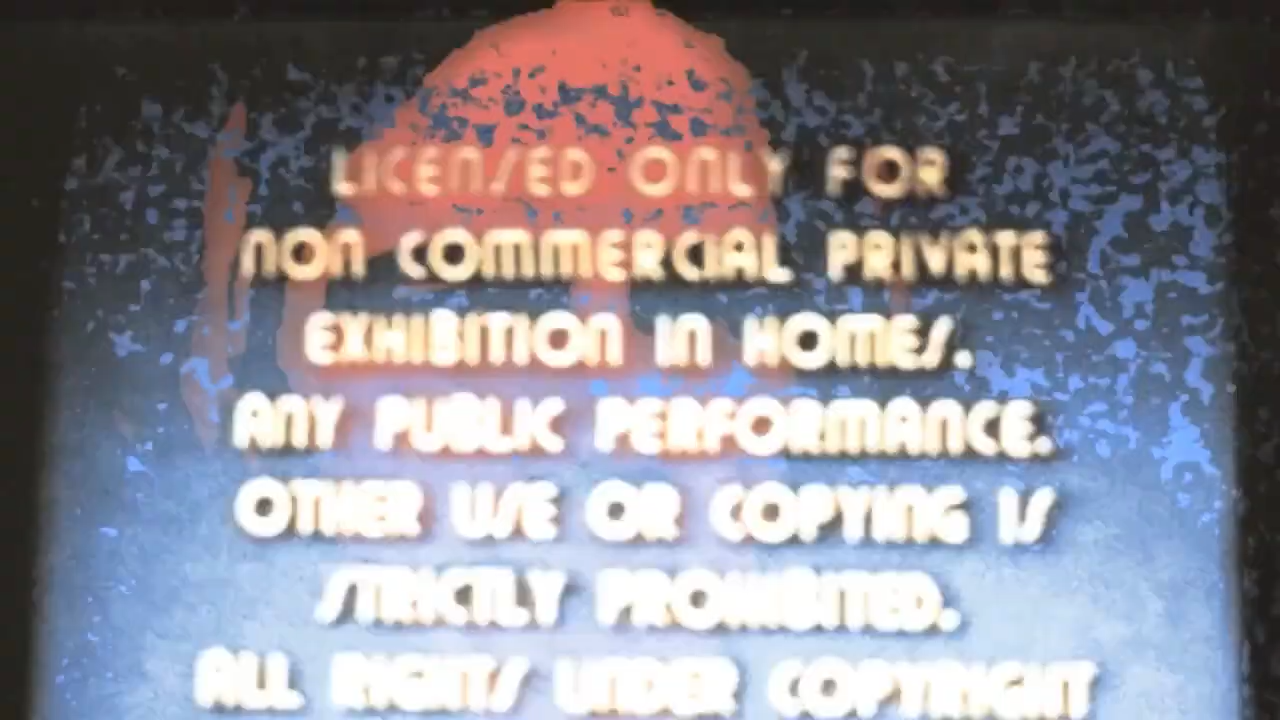 LICENSED ONLY FOR
NON COMMERCIAL PRIVATE
EXHIBITION IN HOMES.
ANY PUBLIC PERFORMANCE.
OTHER USE OR COPYING IS
STRICTLY PROHIBITED.
ALL RIGHTS UNDER COPYRIGHT